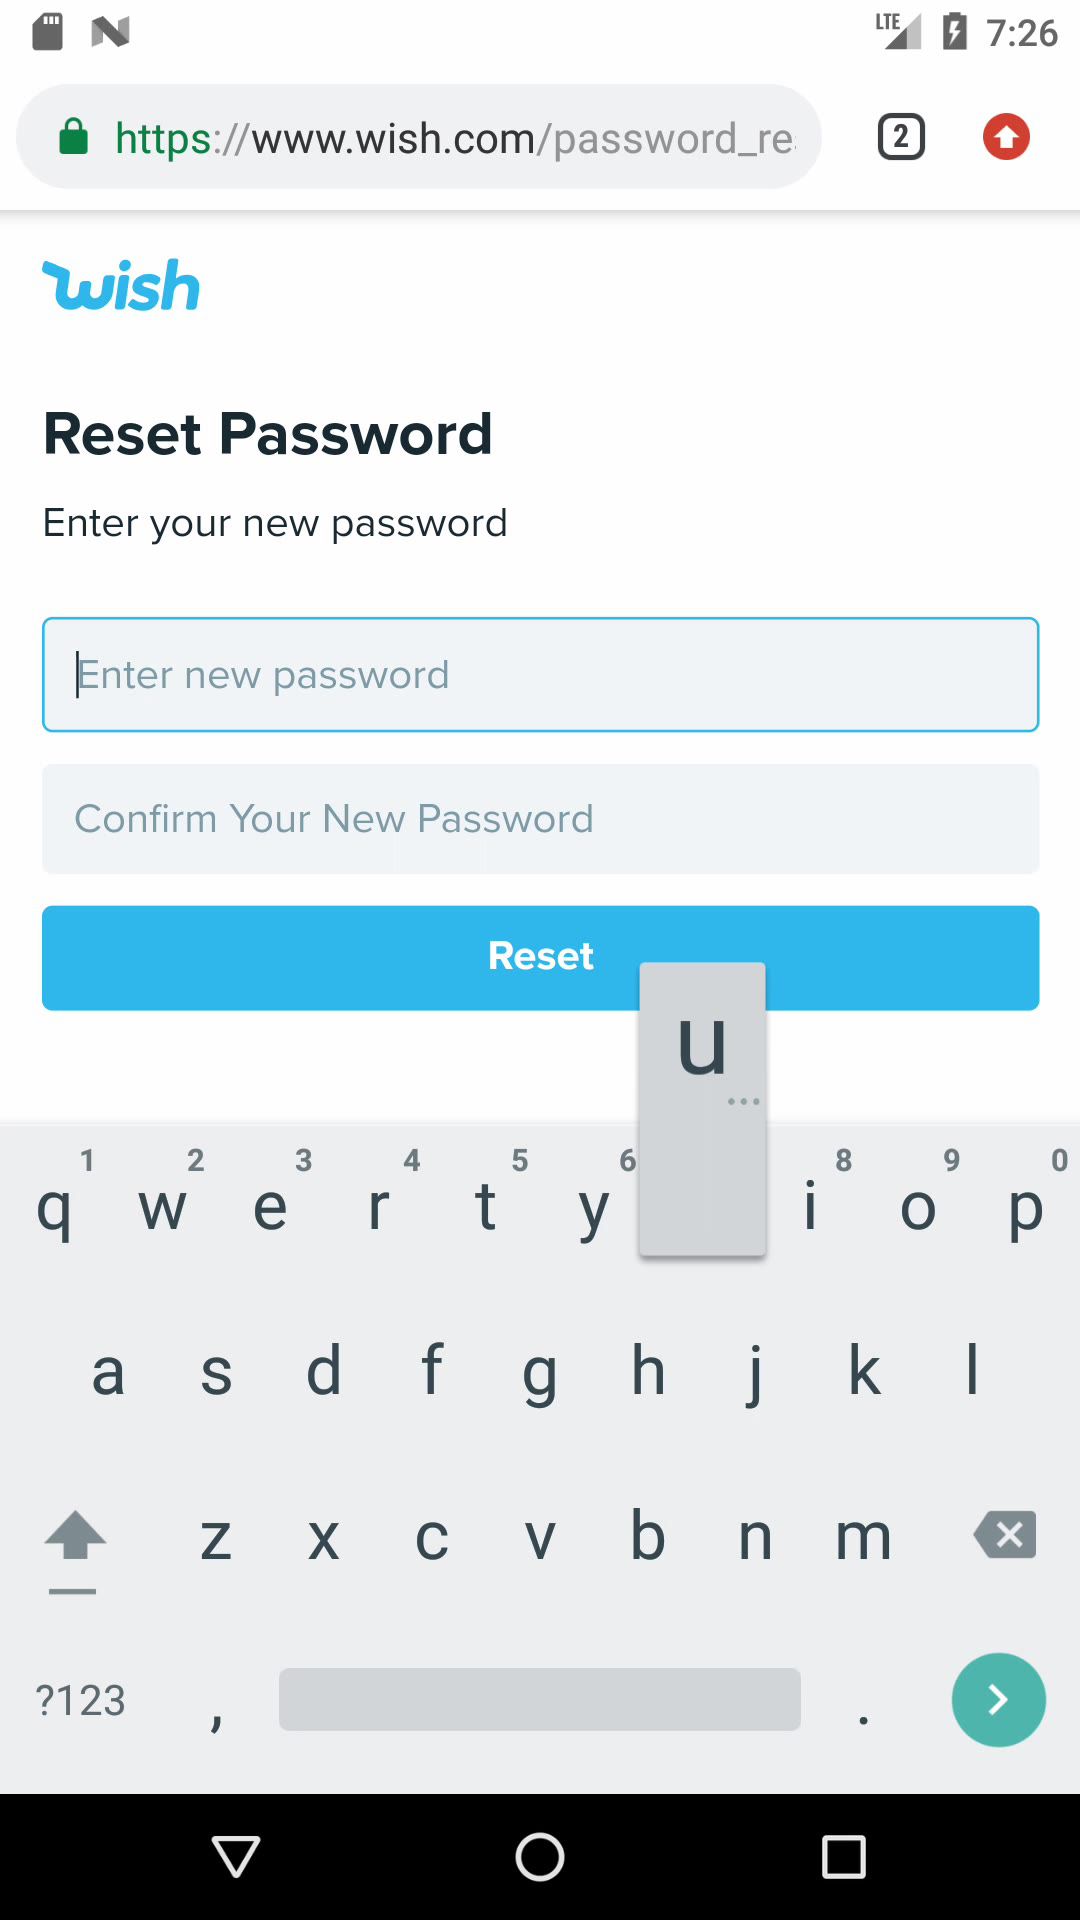 LTE 7:26
https://www.wish.com/password_re
2
wish
Reset Password
Enter your new password
Enter new password
Confirm Your New Password
Reset
u
1 2 3 4 5 6 8 9 0
q w e r t y i o p
a s d f g h j k l
z x c v b n m
?123 , .